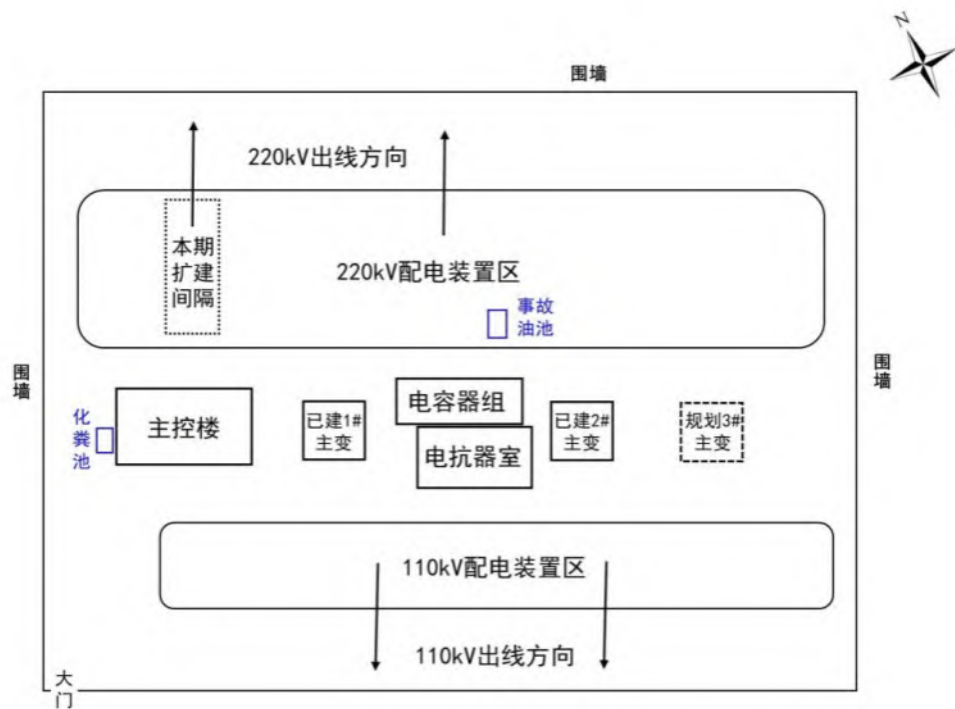 N
围墙
220kV出线方向
本期
扩建
间隔
220kV配电装置区
事故
油池
围
墙
围
墙
化
粪
池
主控楼
已建1#
主变
电容器组
电抗器室
已建2#
主变
规划3#
主变
110kV配电装置区
110kV出线方向
大
门